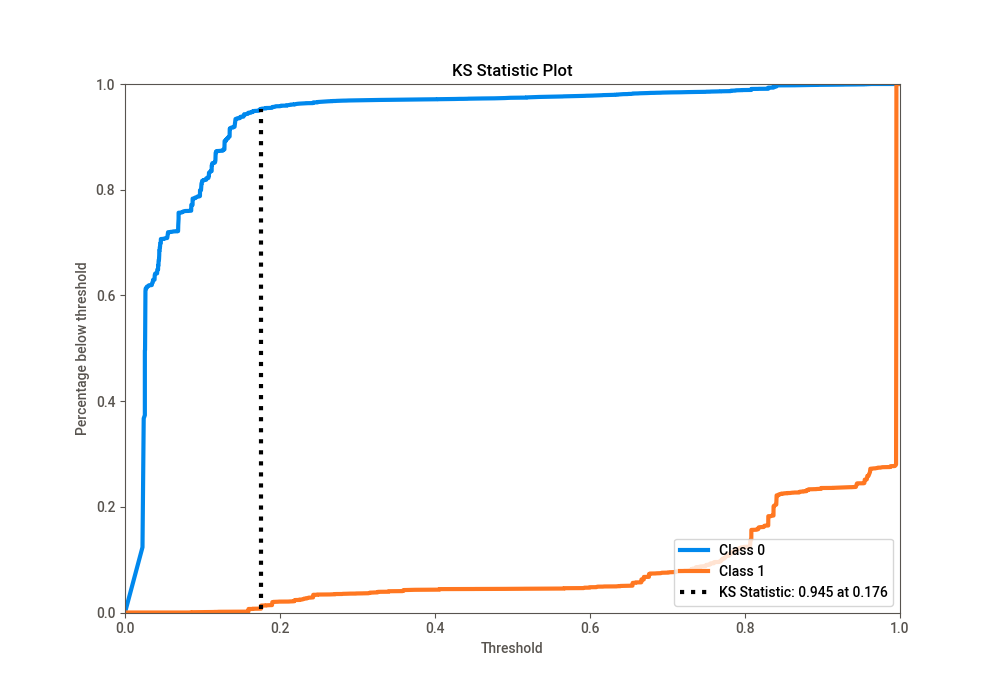 KS Statistic Plot
Percentage below threshold
1.0
0.8
0.6
0.4
0.2
0.0
0.0 0.2 0.4 0.6 0.8 1.0
Threshold
Class 0
Class 1
KS Statistic: 0.945 at 0.176